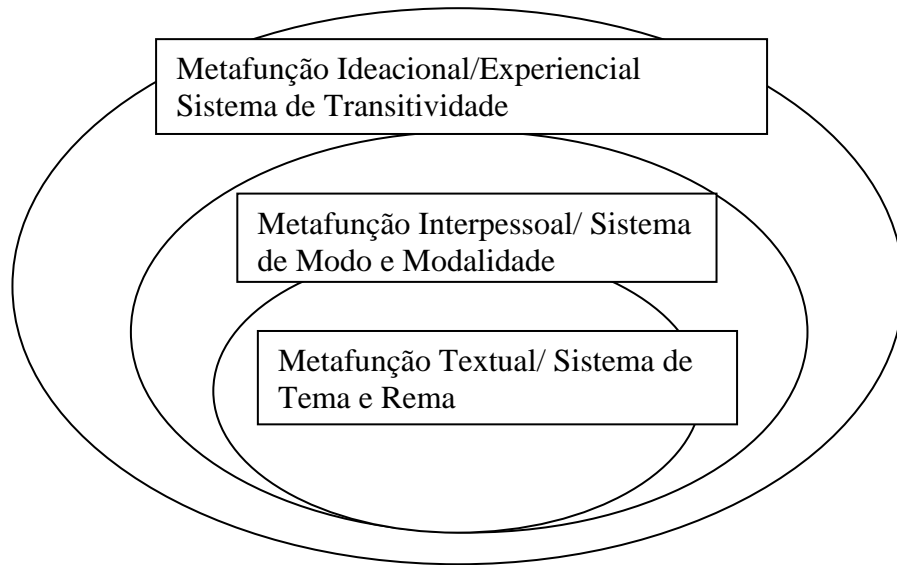 Metafunção Ideacional/Experiencial
Sistema de Transitividade
Metafunção Interpessoal/ Sistema
de Modo e Modalidade
Metafunção Textual/ Sistema de
Tema e Rema